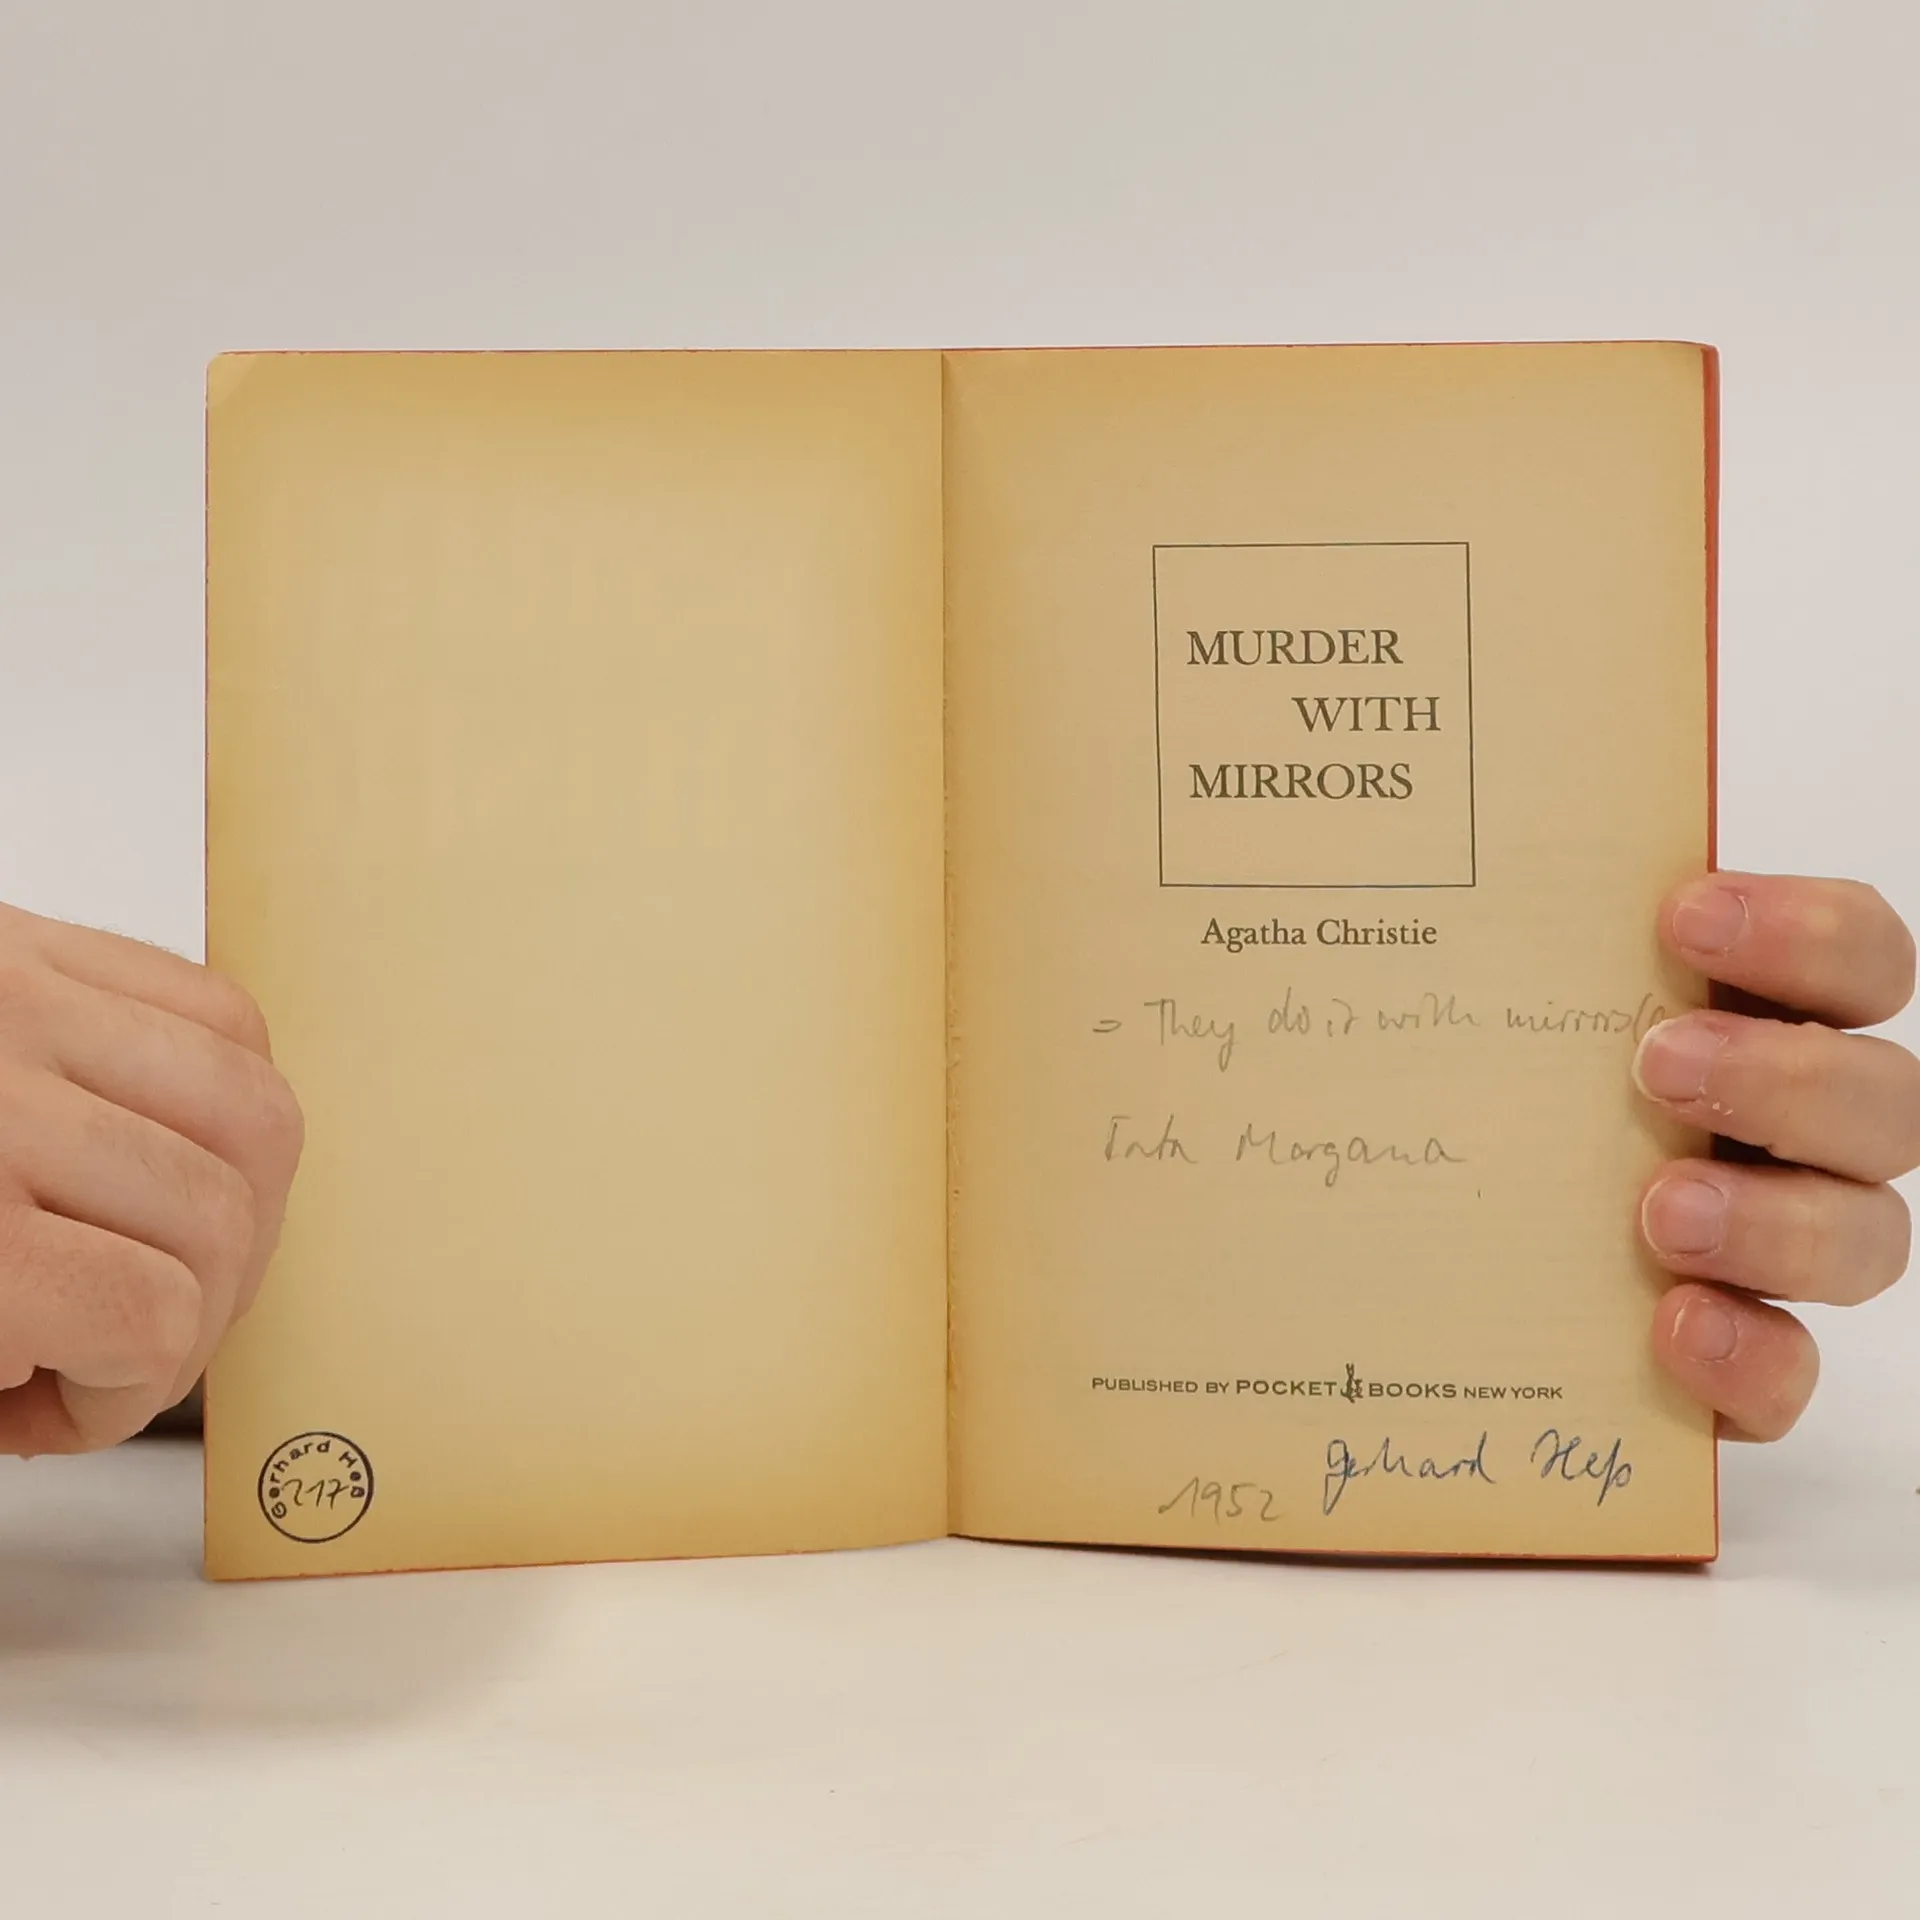 MURDER
WITH
MIRRORS
Agatha Christie
= They do it with mirrors
Fata Morgana
PUBLISHED BY POCKET BOOKS NEW YORK
Gerhard Heß
1952
Gerhard Heß
217